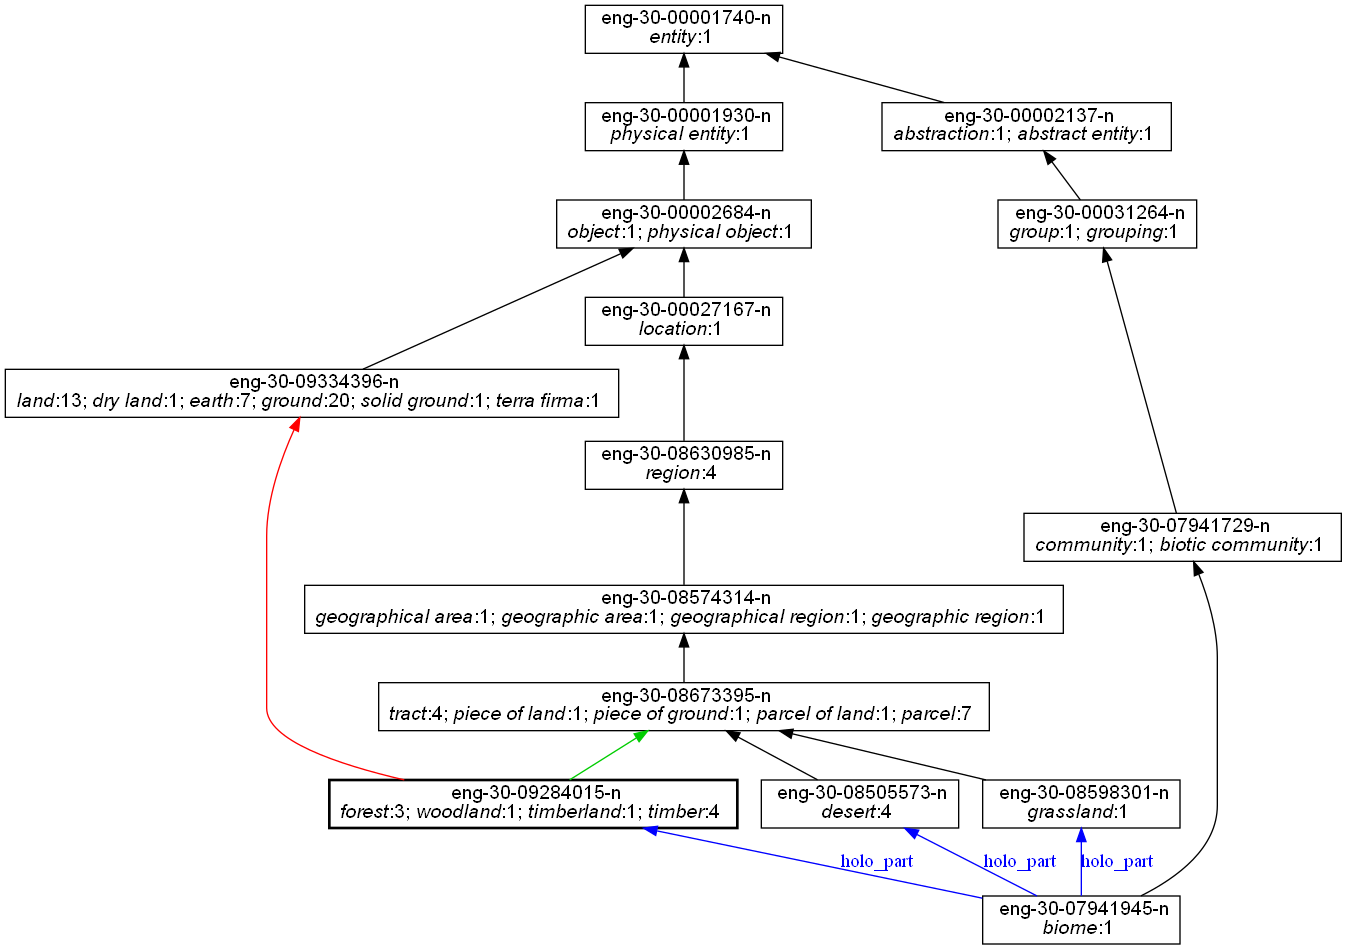 eng-30-00001740-n
entity:1
eng-30-00001930-n
physical entity:1
eng-30-00002137-n
abstraction:1; abstract entity:1
eng-30-00002684-n
object:1; physical object:1
eng-30-00031264-n
group:1; grouping:1
eng-30-00027167-n
location:1
eng-30-09334396-n
land:13; dry land:1; earth:7; ground:20; solid ground:1; terra firma:1
eng-30-08630985-n
region:4
eng-30-07941729-n
community:1; biotic community:1
eng-30-08574314-n
geographical area:1; geographic area:1; geographical region:1; geographic region:1
eng-30-08673395-n
tract:4; piece of land:1; piece of ground:1; parcel of land:1; parcel:7
eng-30-09284015-n
forest:3; woodland:1; timberland:1; timber:4
eng-30-08505573-n
desert:4
eng-30-08598301-n
grassland:1
holo_part
holo_part
holo_part
eng-30-07941945-n
biome:1